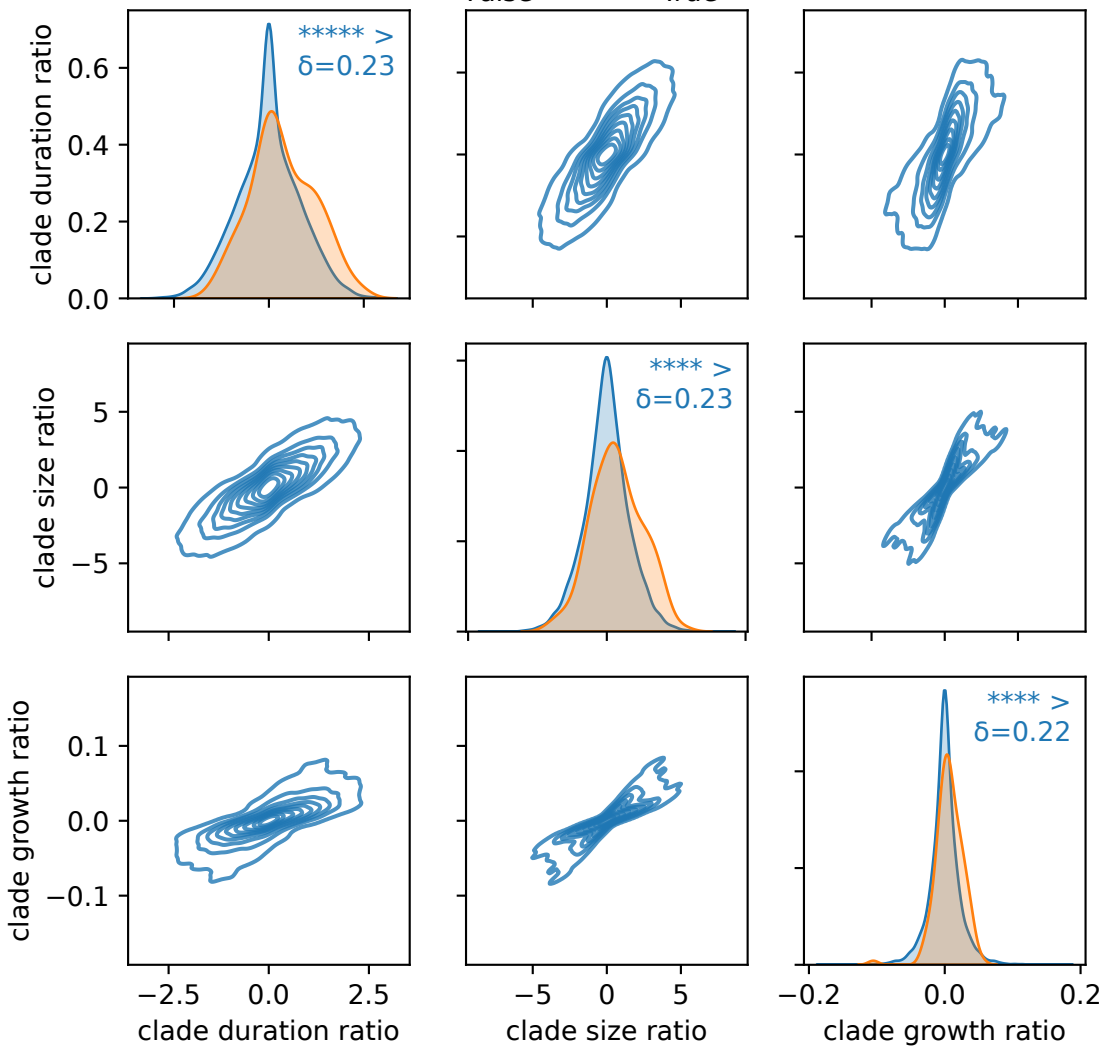 ***** >
δ=0.23
clade duration ratio
0.6
0.4
0.2
0.0
**** >
δ=0.23
clade size ratio
5
0
−5
**** >
δ=0.22
clade growth ratio
0.1
0.0
−0.1
−2.5 0.0 2.5
−5 0 5
−0.2 0.0 0.2
clade duration ratio
clade size ratio
clade growth ratio